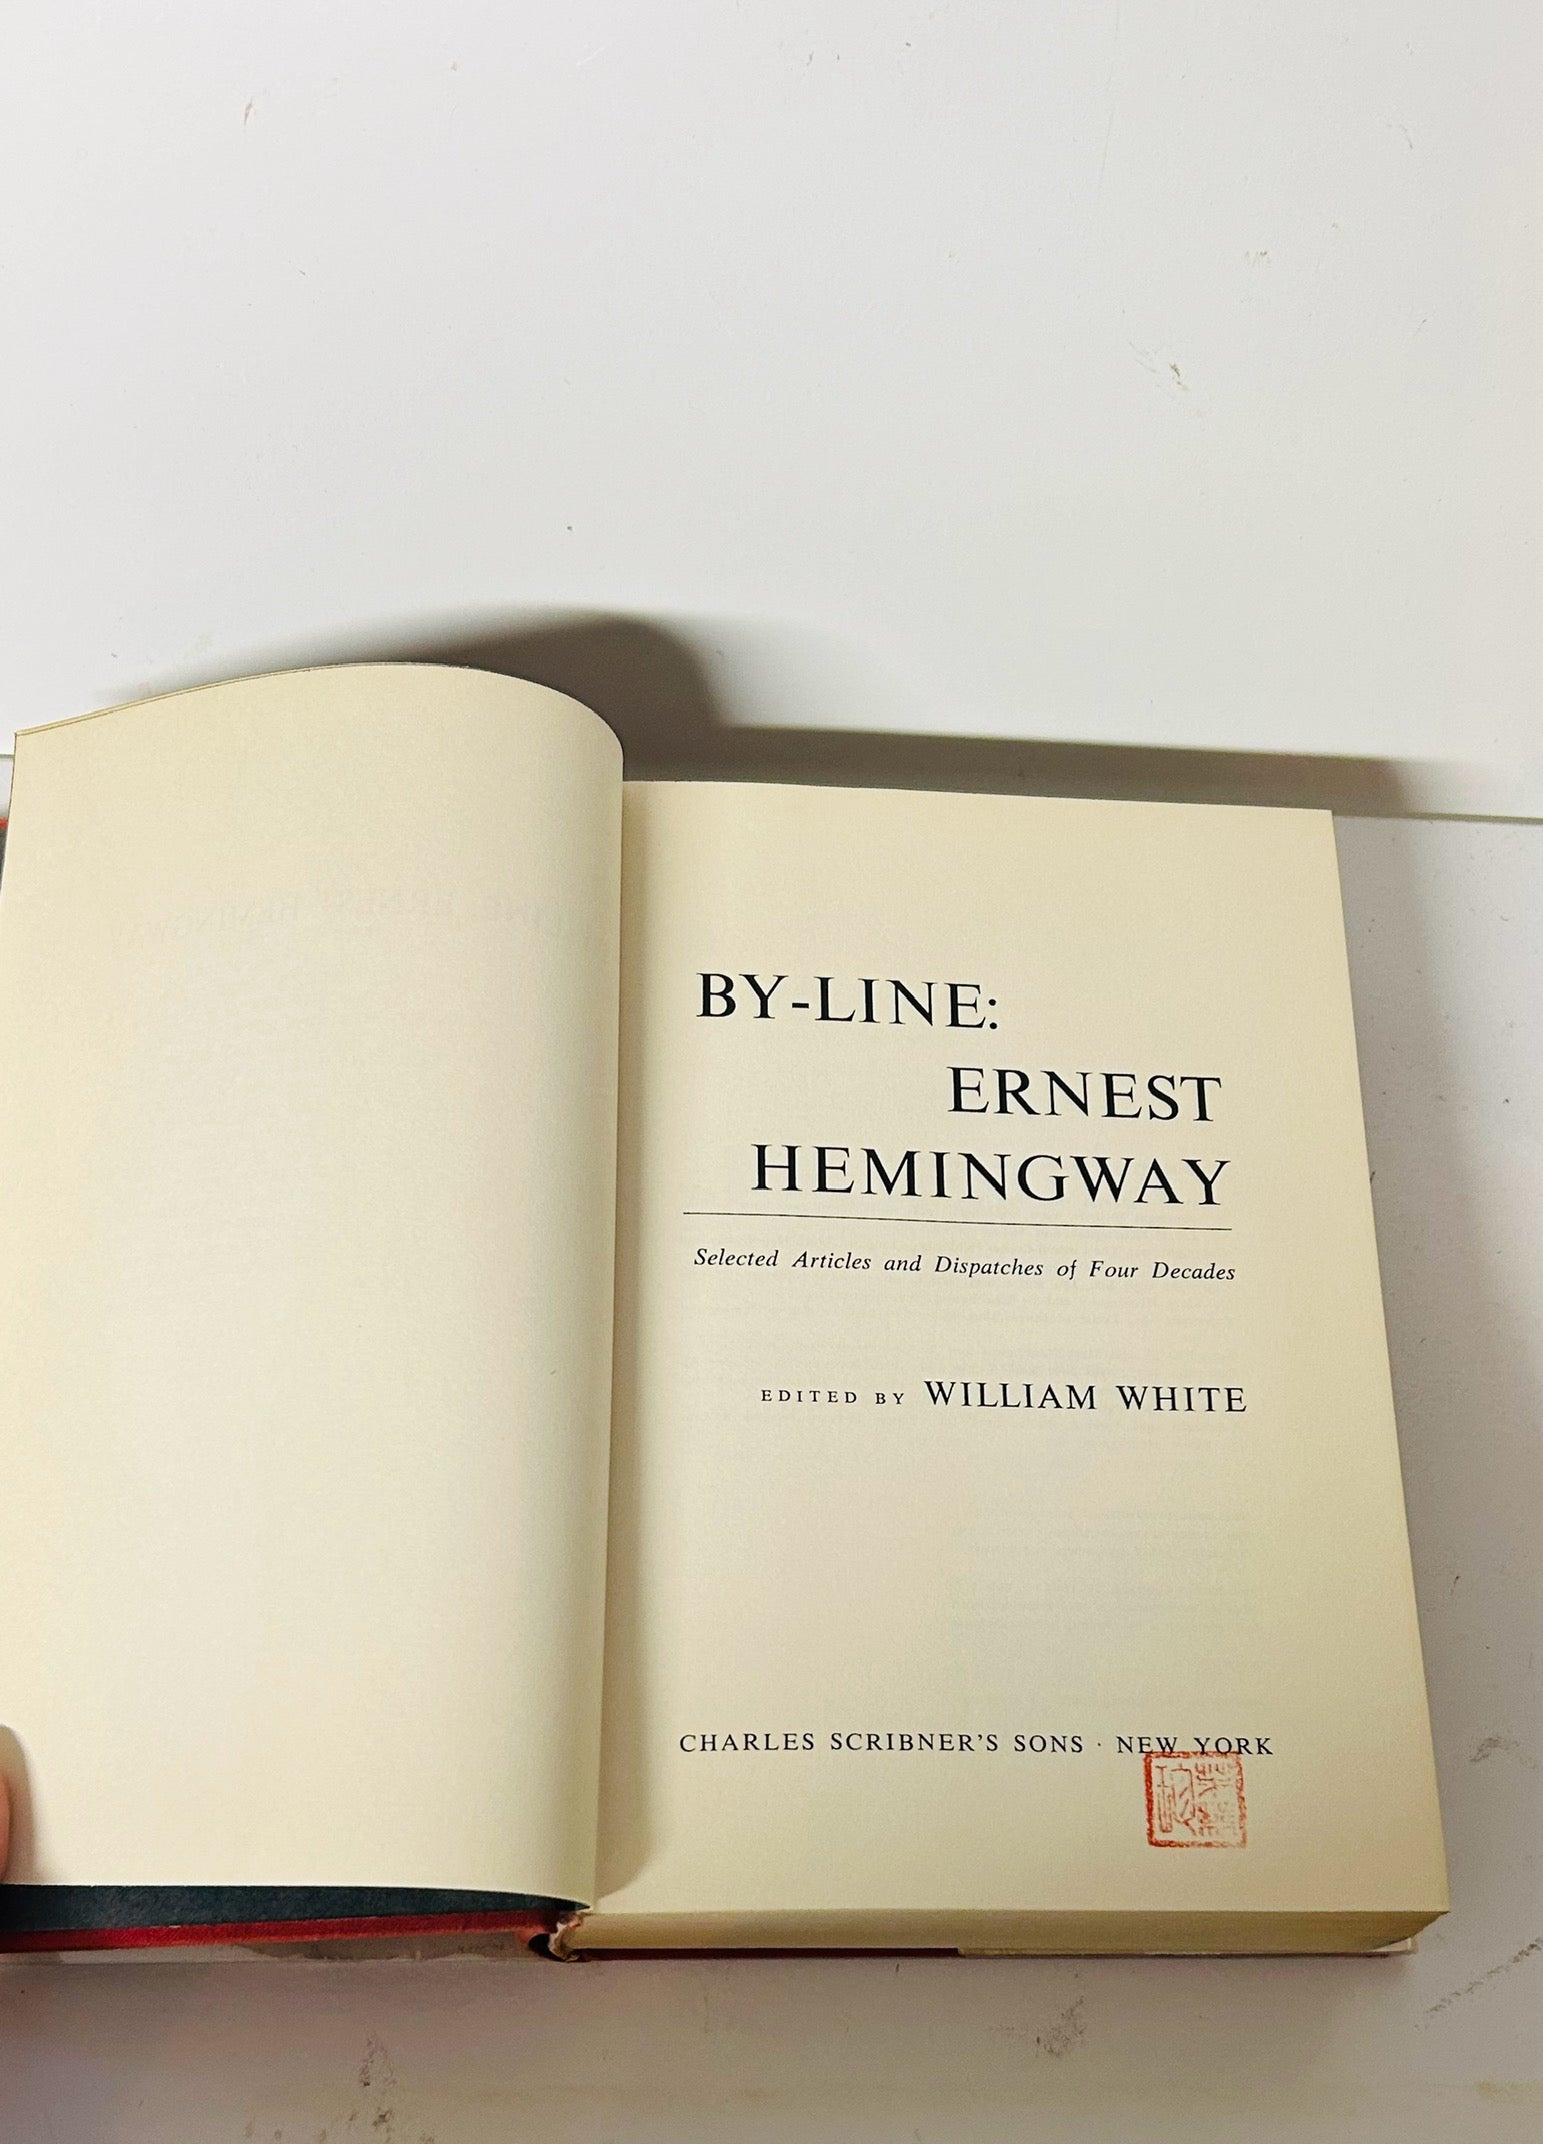 BY-LINE:
ERNEST
HEMINGWAY
Selected Articles and Dispatches of Four Decades
EDITED BY WILLIAM WHITE
CHARLES SCRIBNER'S SONS · NEW YORK